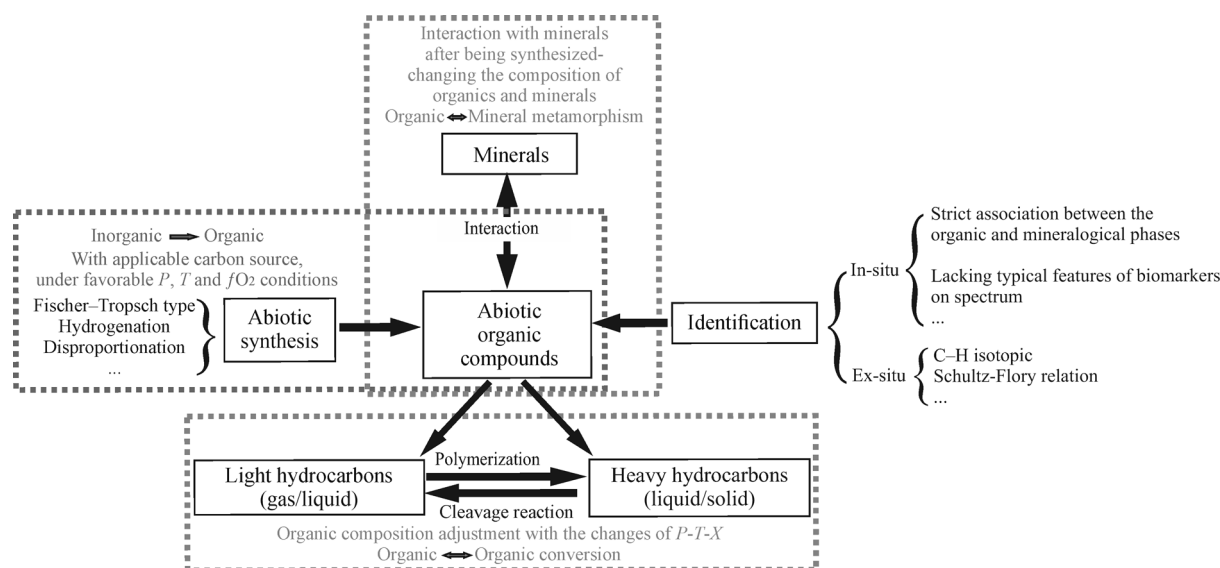 Interaction with minerals
after being synthesized-
changing the composition of
organics and minerals
Organic ⇔ Mineral metamorphism
Minerals
Interaction
Inorganic ⇒ Organic
With applicable carbon source,
under favorable P, T and fO₂ conditions
Fischer–Tropsch type
Hydrogenation
Disproportionation
...
Abiotic
synthesis
Abiotic
organic
compounds
Identification
In-situ
Strict association between the
organic and mineralogical phases
Lacking typical features of biomarkers
on spectrum
...
Ex-situ
C–H isotopic
Schultz-Flory relation
...
Light hydrocarbons
(gas/liquid)
Polymerization
Cleavage reaction
Heavy hydrocarbons
(liquid/solid)
Organic composition adjustment with the changes of P-T-X
Organic ⇔ Organic conversion